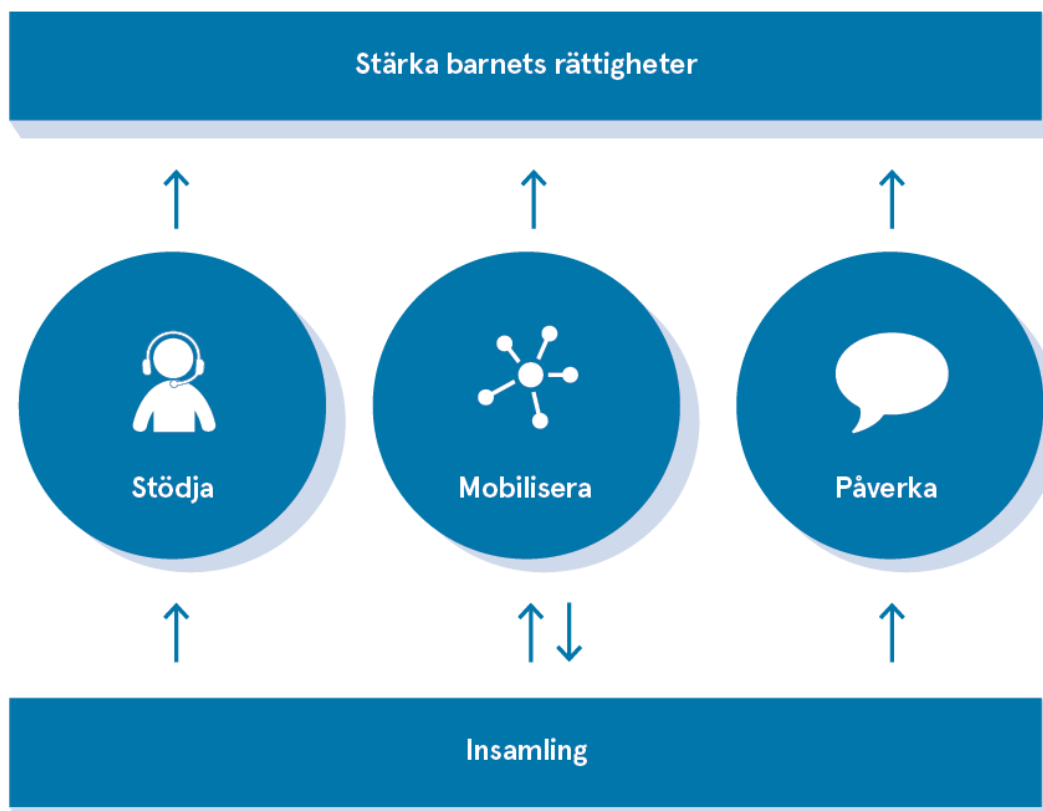 Stärka barnets rättigheter
Stödja
Mobilisera
Påverka
Insamling